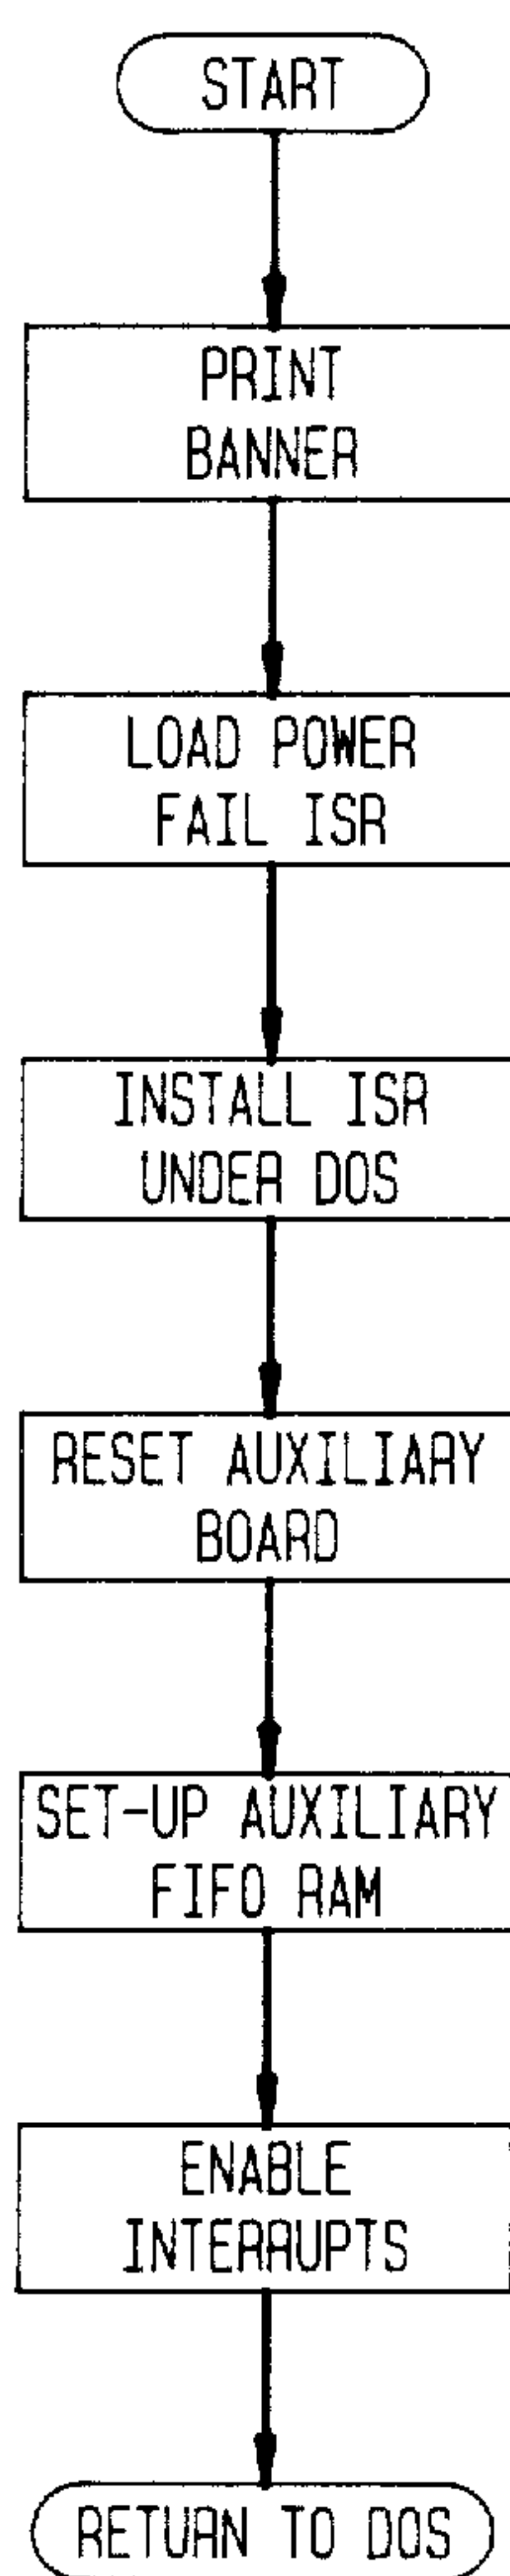 START
PRINT
BANNER
LOAD POWER
FAIL ISR
INSTALL ISR
UNDER DOS
RESET AUXILIARY
BOARD
SET-UP AUXILIARY
FIFO RAM
ENABLE
INTERRUPTS
RETURN TO DOS